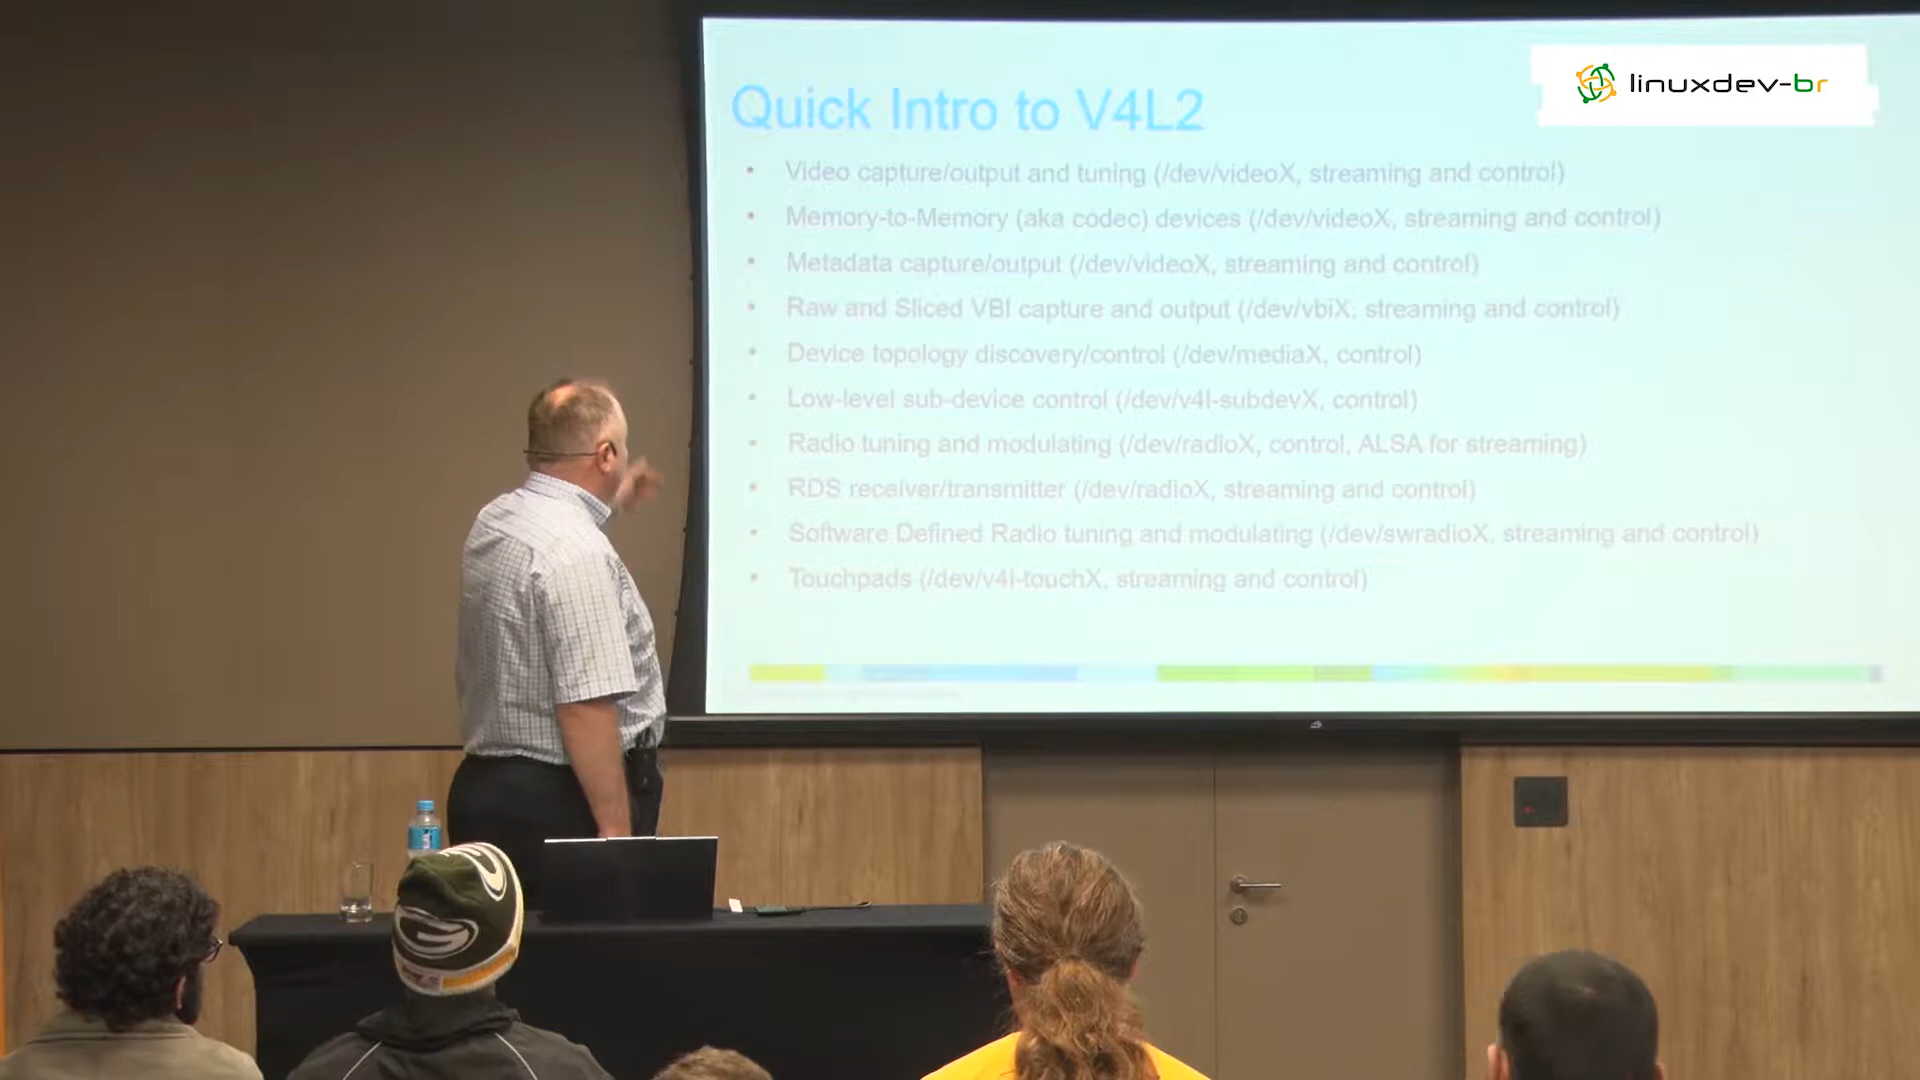 linuxdev-br
Quick Intro to V4L2
• Video capture/output and tuning (/dev/videoX, streaming and control)
• Memory-to-Memory (aka codec) devices (/dev/videoX, streaming and control)
• Metadata capture/output (/dev/videoX, streaming and control)
• Raw and Sliced VBI capture and output (/dev/vbiX, streaming and control)
• Device topology discovery/control (/dev/mediaX, control)
• Low-level sub-device control (/dev/v4l-subdevX, control)
• Radio tuning and modulating (/dev/radioX, control, ALSA for streaming)
• RDS receiver/transmitter (/dev/radioX, streaming and control)
• Software Defined Radio tuning and modulating (/dev/swradioX, streaming and control)
• Touchpads (/dev/v4l-touchX, streaming and control)